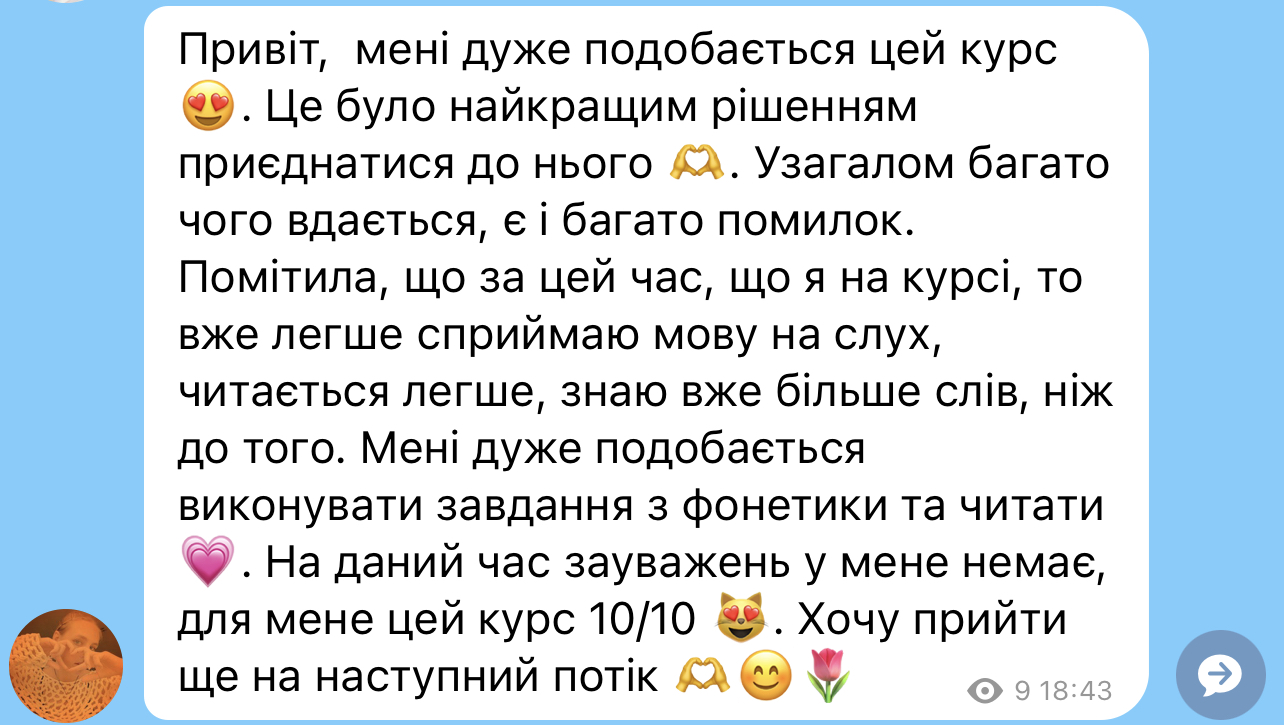 Привіт,  мені дуже подобається цей курс
😍. Це було найкращим рішенням
приєднатися до нього 🫶. Узагалом багато
чого вдається, є і багато помилок.
Помітила, що за цей час, що я на курсі, то
вже легше сприймаю мову на слух,
читається легше, знаю вже більше слів, ніж
до того. Мені дуже подобається
виконувати завдання з фонетики та читати
💗. На даний час зауважень у мене немає,
для мене цей курс 10/10 😻. Хочу прийти
ще на наступний потік 🫶😊🌷
9 18:43